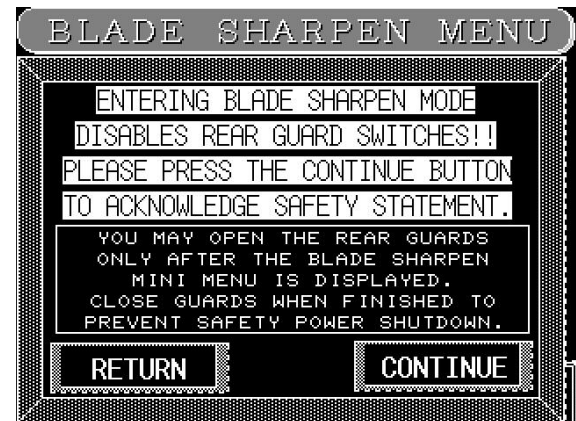 BLADE SHARPEN MENU
ENTERING BLADE SHARPEN MODE
DISABLES REAR GUARD SWITCHES!!
PLEASE PRESS THE CONTINUE BUTTON
TO ACKNOWLEDGE SAFETY STATEMENT.
YOU MAY OPEN THE REAR GUARDS
ONLY AFTER THE BLADE SHARPEN
MINI MENU IS DISPLAYED.
CLOSE GUARDS WHEN FINISHED TO
PREVENT SAFETY POWER SHUTDOWN.
RETURN CONTINUE